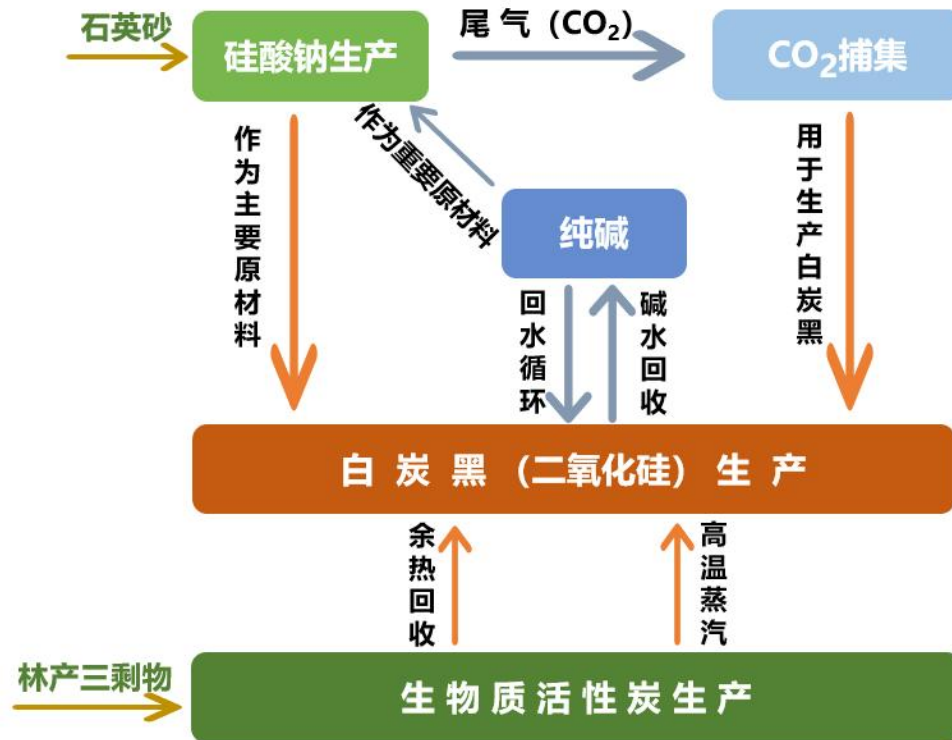 石英砂
硅酸钠生产
尾气（CO₂）
CO₂捕集
作为主要原材料
作为重要原材料
用于生产白炭黑
纯碱
回水循环
碱水回收
白炭黑（二氧化硅）生产
余热回收
高温蒸汽
林产三剩物
生物质活性炭生产